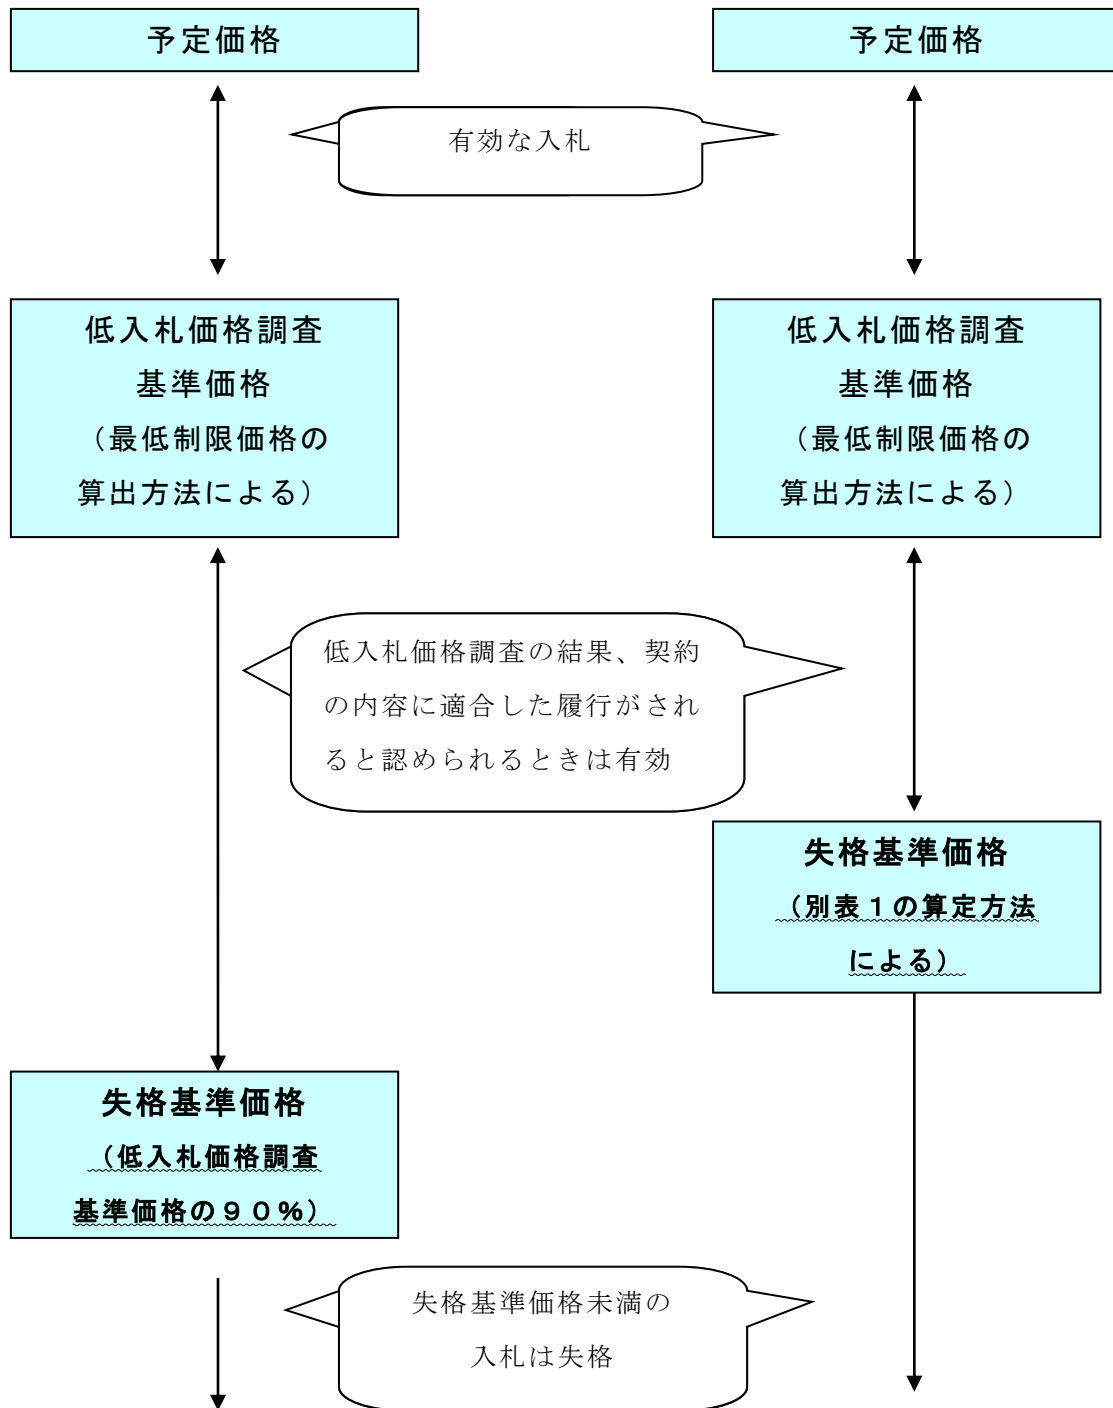 予定価格
予定価格
有効な入札
低入札価格調査
基準価格
（最低制限価格の
算出方法による）
低入札価格調査
基準価格
（最低制限価格の
算出方法による）
低入札価格調査の結果、契約
の内容に適合した履行がされ
ると認められるときは有効
失格基準価格
（別表１の算定方法
による）
失格基準価格
（低入札価格調査
基準価格の９０％）
失格基準価格未満の
入札は失格